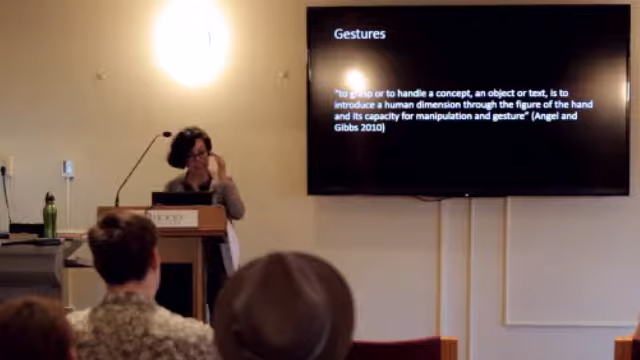 Gestures
"to grasp or to handle a concept, an object or text, is to
introduce a human dimension through the figure of the hand
and its capacity for manipulation and gesture" (Angel and
Gibbs 2010)